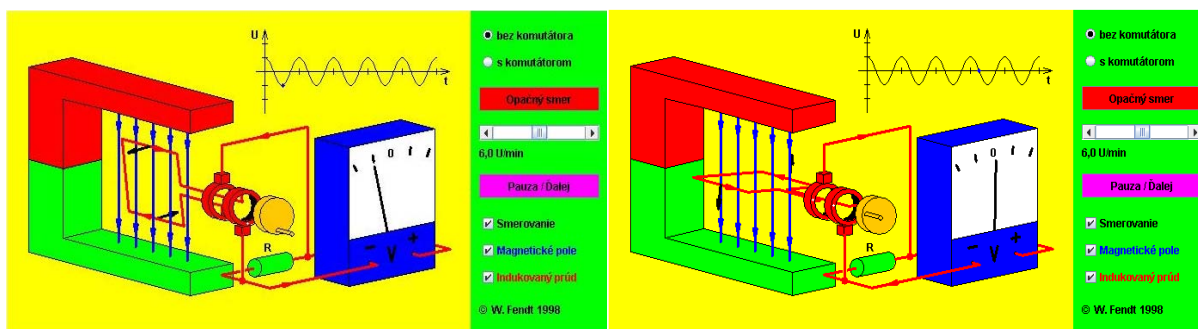 U
t
bez komutátora
s komutátorom
Opačný smer
6,0 U/min
Pauza / Ďalej
Smerovanie
Magnetické pole
Indukovaný prúd
© W. Fendt 1998
0
R
− V +
U
t
bez komutátora
s komutátorom
Opačný smer
6,0 U/min
Pauza / Ďalej
Smerovanie
Magnetické pole
Indukovaný prúd
© W. Fendt 1998
0
R
− V +